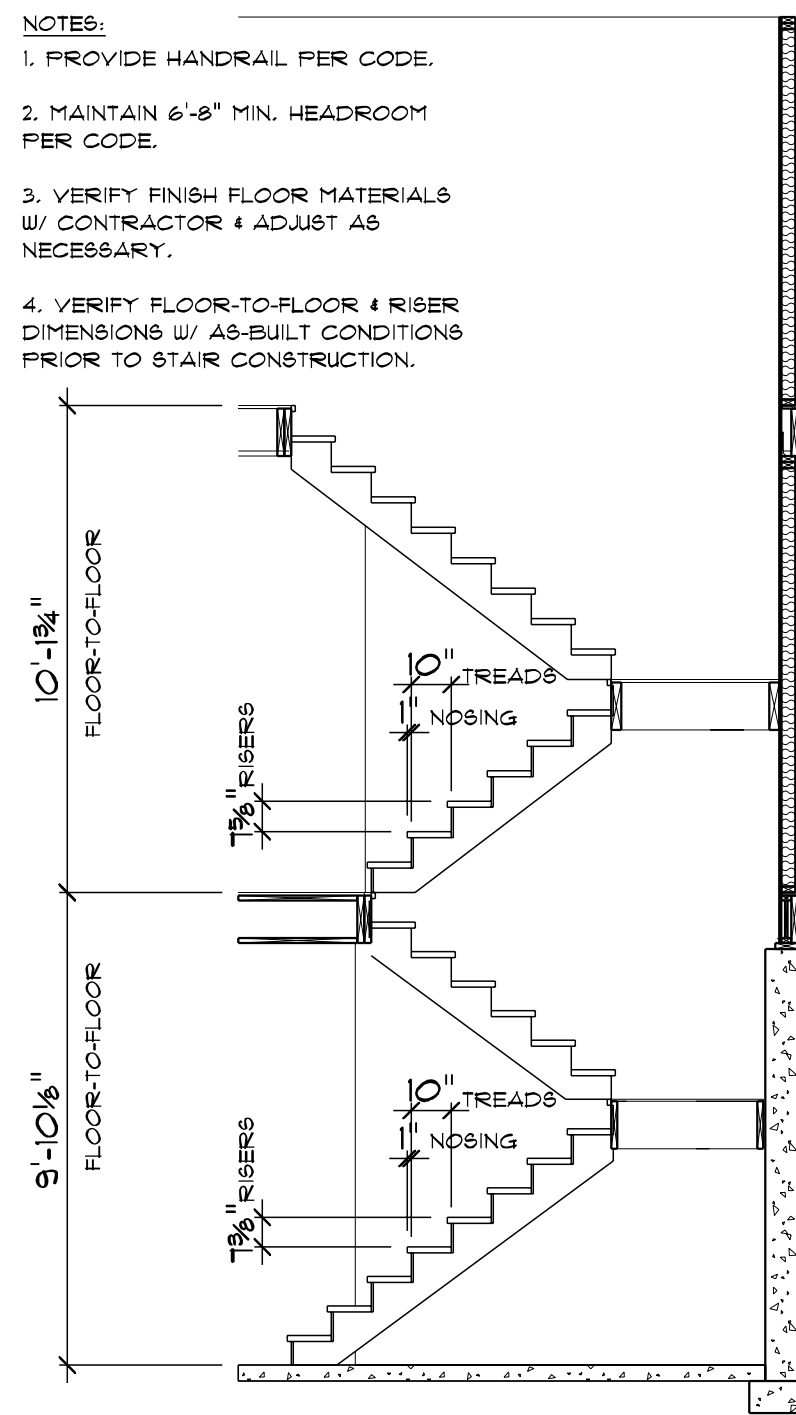 NOTES:
1. PROVIDE HANDRAIL PER CODE.
2. MAINTAIN 6'-8" MIN. HEADROOM
PER CODE.
3. VERIFY FINISH FLOOR MATERIALS
W/ CONTRACTOR & ADJUST AS
NECESSARY.
4. VERIFY FLOOR-TO-FLOOR & RISER
DIMENSIONS W/ AS-BUILT CONDITIONS
PRIOR TO STAIR CONSTRUCTION.
10'-1¾"
FLOOR-TO-FLOOR
10" TREADS
1" NOSING
7⅝" RISERS
9'-10⅛"
FLOOR-TO-FLOOR
10" TREADS
1" NOSING
7⅜" RISERS